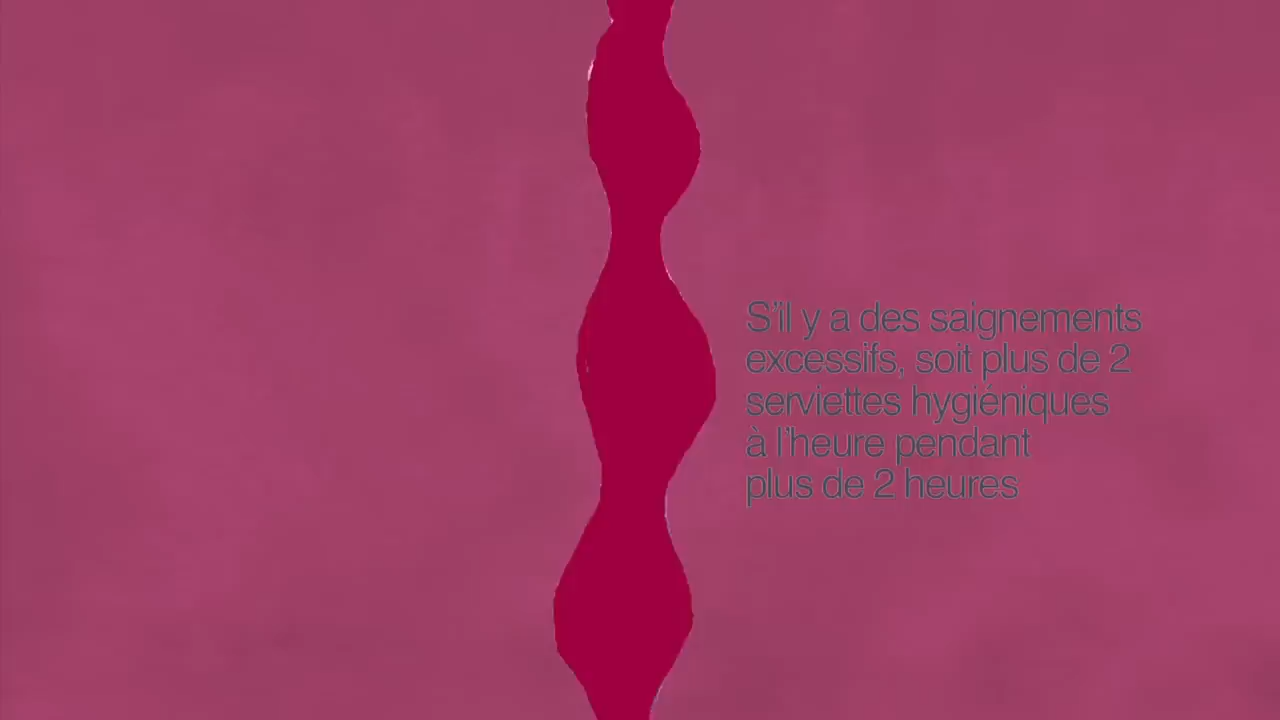 S’il y a des saignements
excessifs, soit plus de 2
serviettes hygiéniques
à l’heure pendant
plus de 2 heures